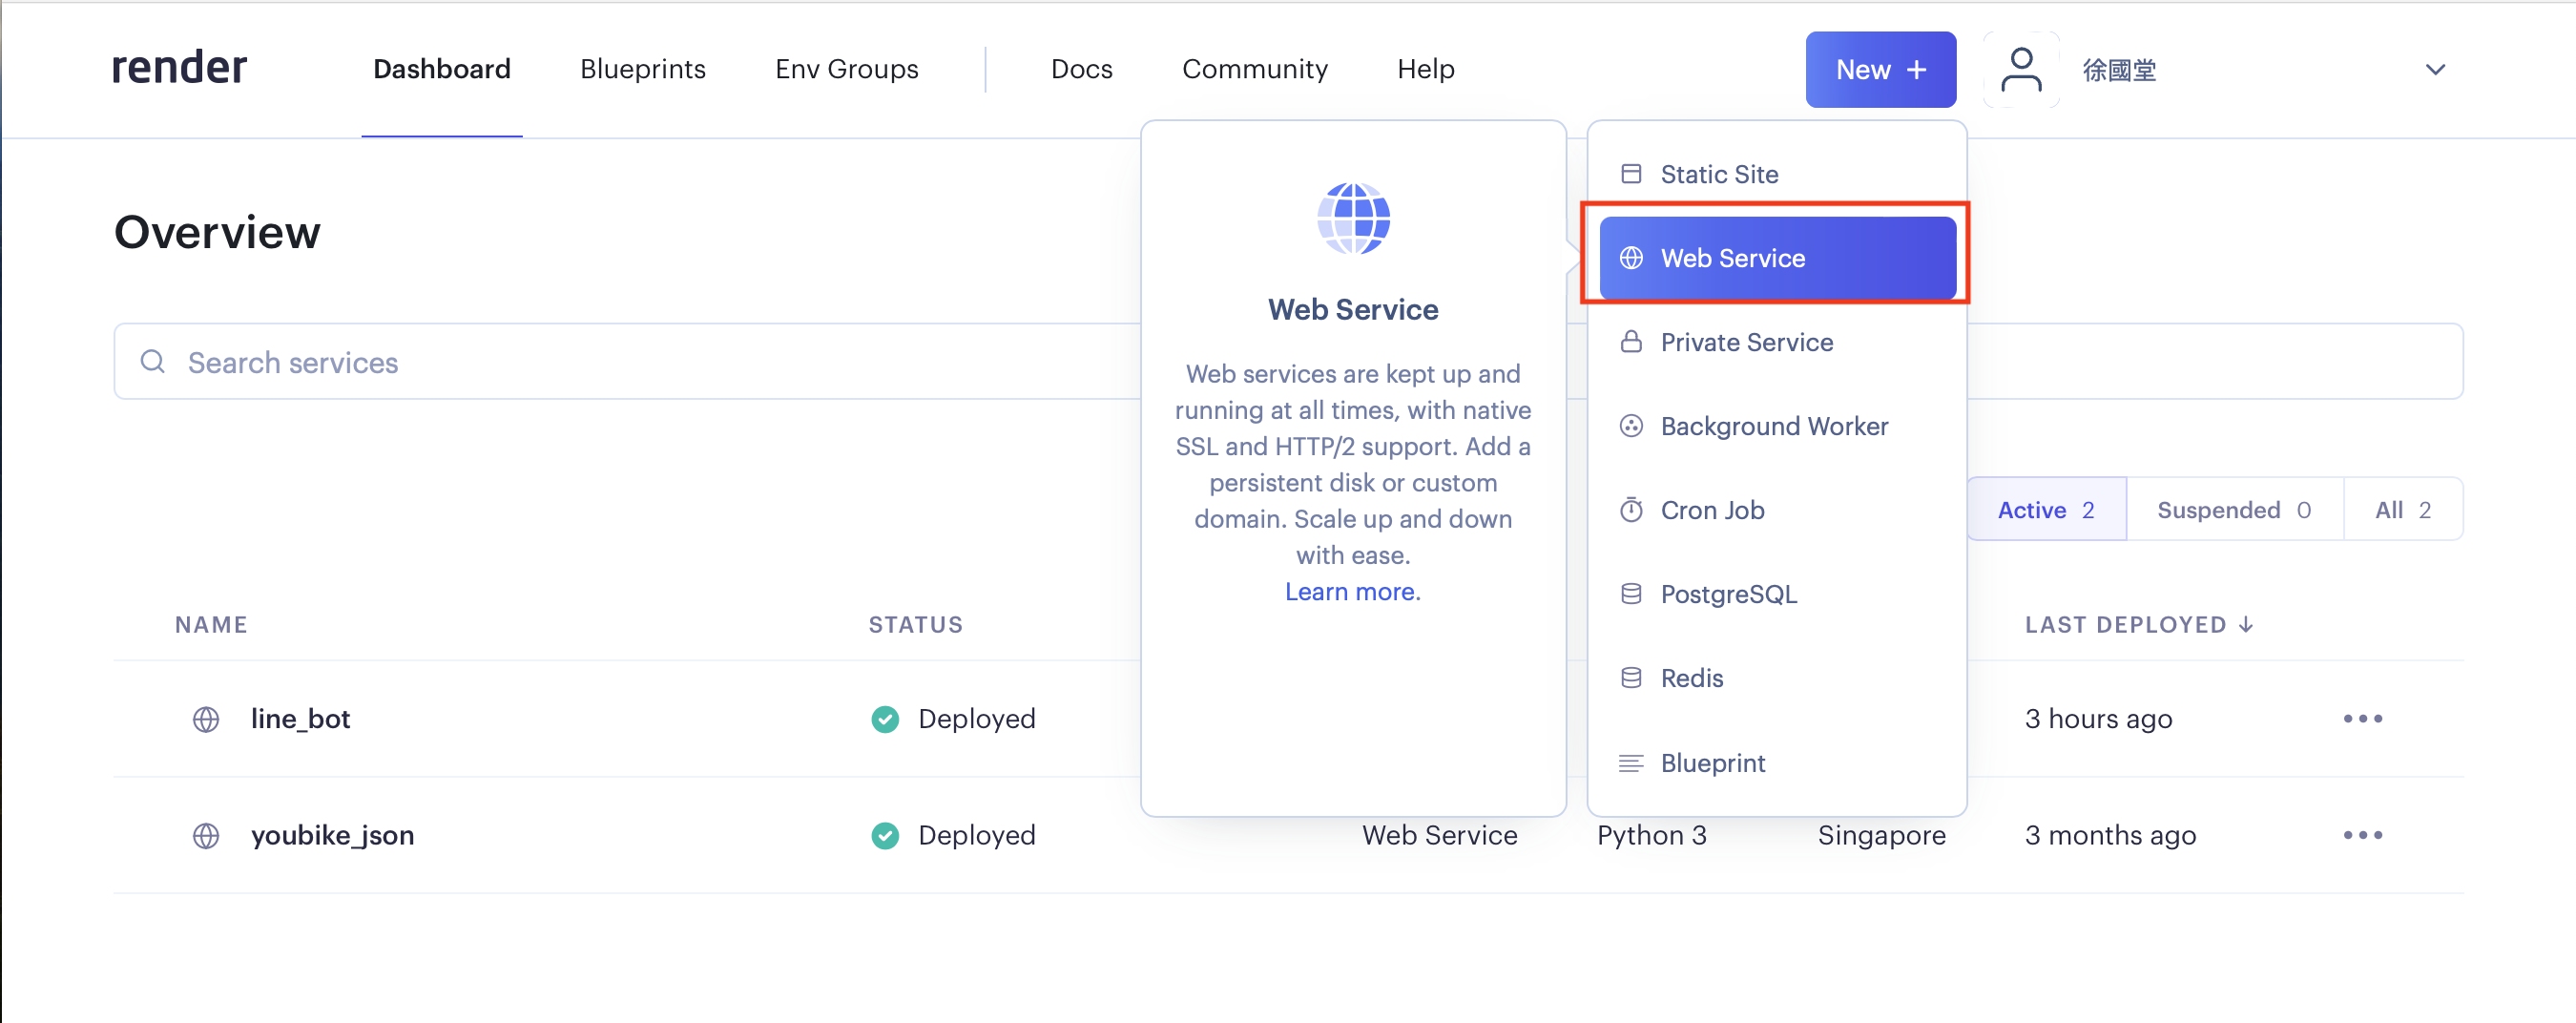 render
Dashboard
Blueprints
Env Groups
Docs
Community
Help
New +
徐國堂
Overview
Search services
Web Service
Web services are kept up and
running at all times, with native
SSL and HTTP/2 support. Add a
persistent disk or custom
domain. Scale up and down
with ease.
Learn more.
Static Site
Web Service
Private Service
Background Worker
Cron Job
PostgreSQL
Redis
Blueprint
Active 2
Suspended 0
All 2
NAME
STATUS
LAST DEPLOYED ↓
line_bot
Deployed
3 hours ago
youbike_json
Deployed
Web Service
Python 3
Singapore
3 months ago